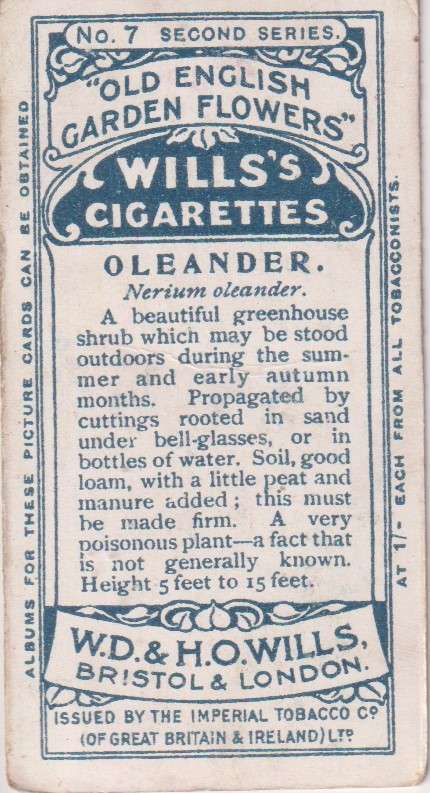 No. 7 SECOND SERIES.
"OLD ENGLISH
GARDEN FLOWERS"
WILLS'S
CIGARETTES
OLEANDER.
Nerium oleander.
A beautiful greenhouse
shrub which may be stood
outdoors during the sum-
mer and early autumn
months. Propagated by
cuttings rooted in sand
under bell-glasses, or in
bottles of water. Soil, good
loam, with a little peat and
manure added; this must
be made firm. A very
poisonous plant—a fact that
is not generally known.
Height 5 feet to 15 feet.
W.D. & H.O. WILLS,
BRISTOL & LONDON.
ISSUED BY THE IMPERIAL TOBACCO Co.
(OF GREAT BRITAIN & IRELAND) LTD.
ALBUMS FOR THESE PICTURE CARDS CAN BE OBTAINED
AT 1/- EACH FROM ALL TOBACCONISTS.